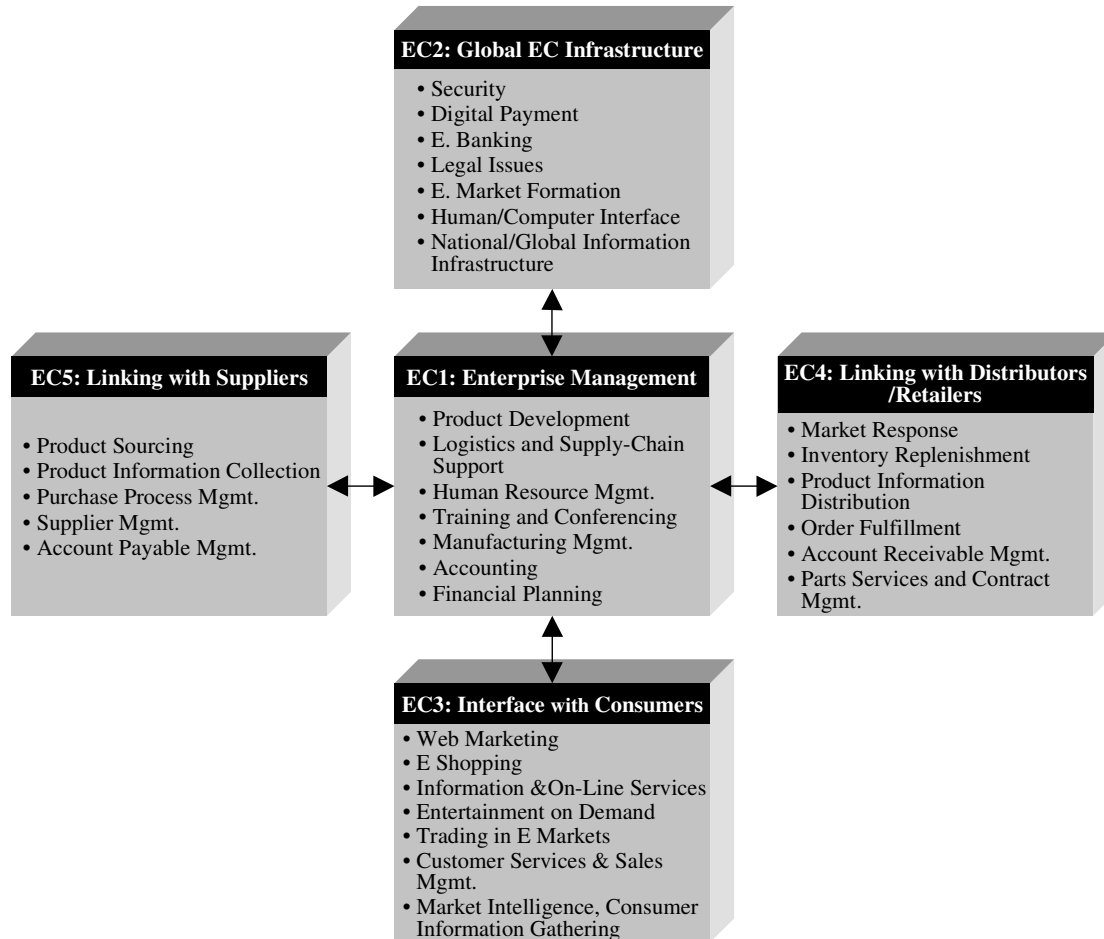 EC2: Global EC Infrastructure
• Security
• Digital Payment
• E. Banking
• Legal Issues
• E. Market Formation
• Human/Computer Interface
• National/Global Information
Infrastructure
EC5: Linking with Suppliers
• Product Sourcing
• Product Information Collection
• Purchase Process Mgmt.
• Supplier Mgmt.
• Account Payable Mgmt.
EC1: Enterprise Management
• Product Development
• Logistics and Supply-Chain
Support
• Human Resource Mgmt.
• Training and Conferencing
• Manufacturing Mgmt.
• Accounting
• Financial Planning
EC4: Linking with Distributors
/Retailers
• Market Response
• Inventory Replenishment
• Product Information
Distribution
• Order Fulfillment
• Account Receivable Mgmt.
• Parts Services and Contract
Mgmt.
EC3: Interface with Consumers
• Web Marketing
• E Shopping
• Information &On-Line Services
• Entertainment on Demand
• Trading in E Markets
• Customer Services & Sales
Mgmt.
• Market Intelligence, Consumer
Information Gathering